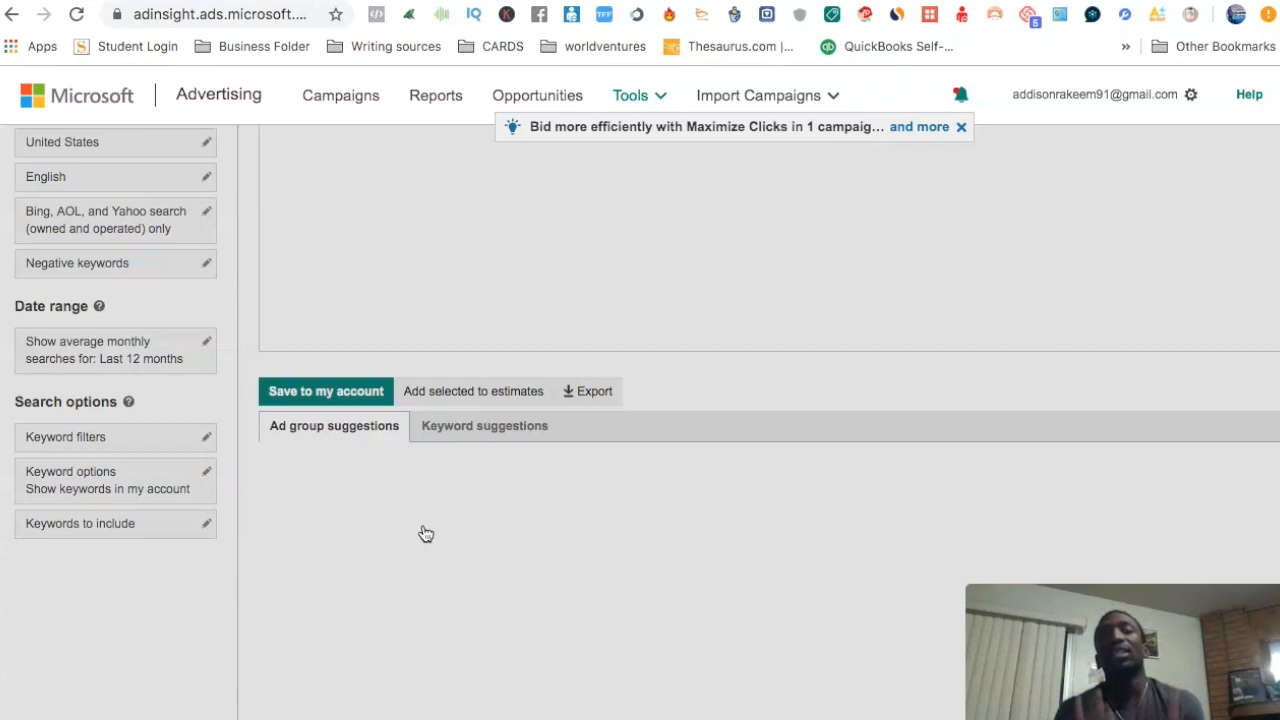 adinsight.ads.microsoft....
IQ
K
TFF
5
Apps
Student Login
Business Folder
Writing sources
CARDS
worldventures
Thesaurus.com |...
qb
QuickBooks Self-...
»
Other Bookmarks
Microsoft
Advertising
Campaigns
Reports
Opportunities
Tools
Import Campaigns
addisonrakeem91@gmail.com
Help
Bid more efficiently with Maximize Clicks in 1 campaig... and more
United States
English
Bing, AOL, and Yahoo search
(owned and operated) only
Negative keywords
Date range
Show average monthly
searches for: Last 12 months
Search options
Keyword filters
Keyword options
Show keywords in my account
Keywords to include
Save to my account
Add selected to estimates
Export
Ad group suggestions
Keyword suggestions